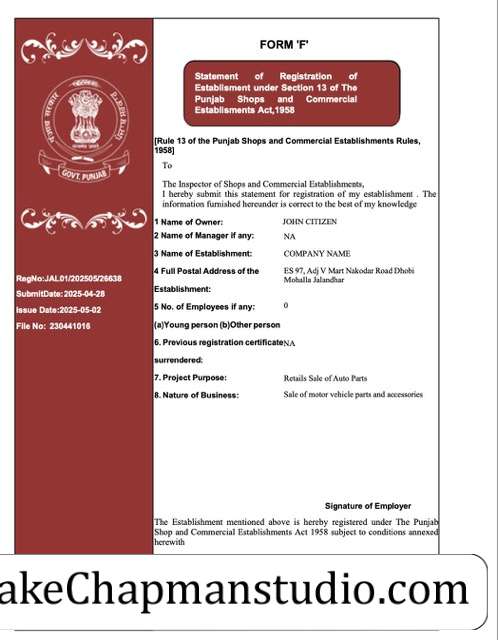 FORM 'F'
Statement of Registration of
Establisment under Section 13 of The
Punjab Shops and Commercial
Establisments Act,1958
[Rule 13 of the Punjab Shops and Commercial Establishments Rules,
1958]
To
The Inspector of Shops and Commercial Establishments,
I hereby submit this statement for registration of my establishment . The
information furnished hereunder is correct to the best of my knowledge
1 Name of Owner: JOHN CITIZEN
2 Name of Manager if any: NA
3 Name of Establishment: COMPANY NAME
4 Full Postal Address of the ES 97, Adj V Mart Nakodar Road Dhobi
Establishment: Mohalla Jalandhar
5 No. of Employees if any: 0
(a)Young person (b)Other person
6. Previous registration certificate NA
surrendered:
7. Project Purpose: Retails Sale of Auto Parts
8. Nature of Business: Sale of motor vehicle parts and accessories
GOVT. PUNJAB
RegNo:JAL01/202505/26638
SubmitDate:2025-04-28
Issue Date:2025-05-02
File No: 230441016
Signature of Employer
The Establishment mentioned above is hereby registered under The Punjab
Shop and Commercial Establishments Act 1958 subject to conditions annexed
herewith
akeChapmanstudio.com